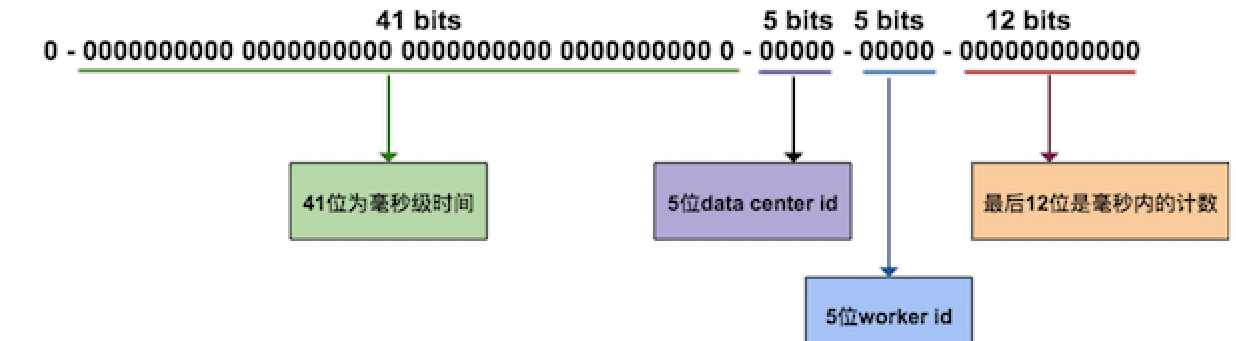 41 bits 5 bits 5 bits 12 bits
0 - 0000000000 0000000000 0000000000 0000000000 0 - 00000 - 00000 - 000000000000
41位为毫秒级时间 5位data center id 最后12位是毫秒内的计数
5位worker id